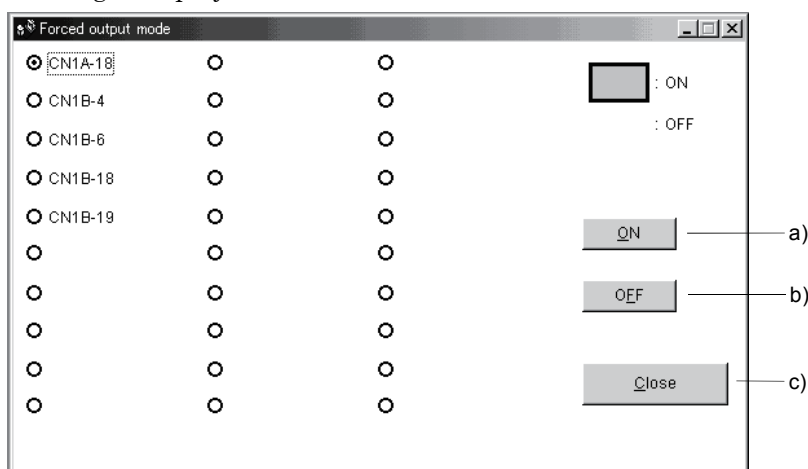 Forced output mode
CN1A-18
CN1B-4
CN1B-6
CN1B-18
CN1B-19
: ON
: OFF
ON
OFF
Close
a)
b)
c)